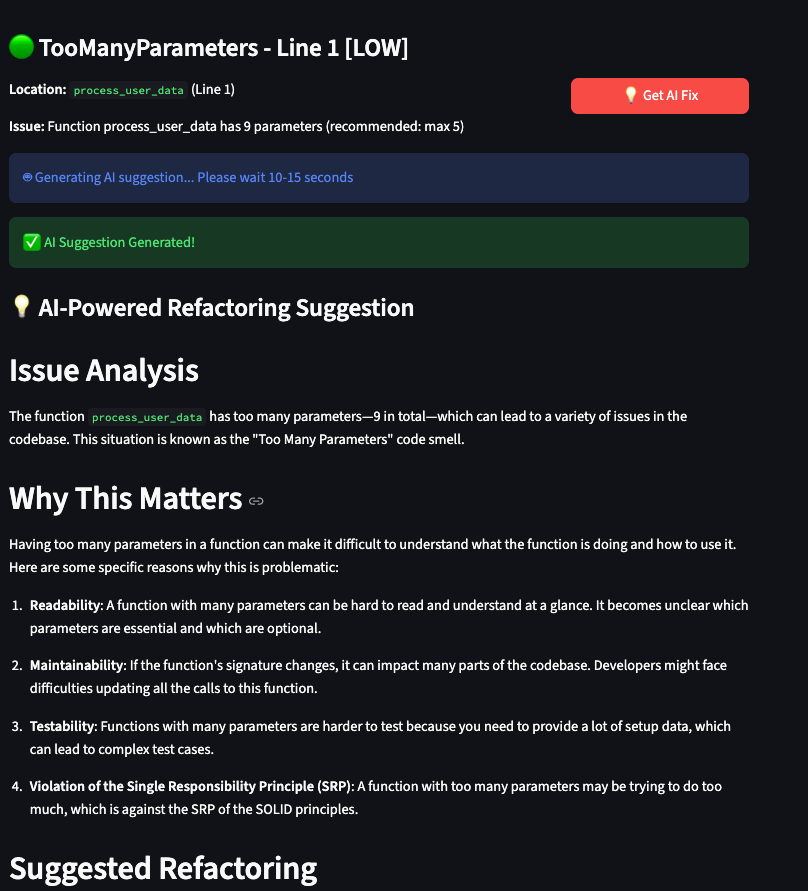 🟢 TooManyParameters - Line 1 [LOW]
Location: process_user_data (Line 1)
💡 Get AI Fix
Issue: Function process_user_data has 9 parameters (recommended: max 5)
Generating AI suggestion... Please wait 10-15 seconds
✅ AI Suggestion Generated!
💡 AI-Powered Refactoring Suggestion
Issue Analysis
The function process_user_data has too many parameters—9 in total—which can lead to a variety of issues in the
codebase. This situation is known as the "Too Many Parameters" code smell.
Why This Matters
Having too many parameters in a function can make it difficult to understand what the function is doing and how to use it.
Here are some specific reasons why this is problematic:
1. Readability: A function with many parameters can be hard to read and understand at a glance. It becomes unclear which
parameters are essential and which are optional.
2. Maintainability: If the function's signature changes, it can impact many parts of the codebase. Developers might face
difficulties updating all the calls to this function.
3. Testability: Functions with many parameters are harder to test because you need to provide a lot of setup data, which
can lead to complex test cases.
4. Violation of the Single Responsibility Principle (SRP): A function with too many parameters may be trying to do too
much, which is against the SRP of the SOLID principles.
Suggested Refactoring